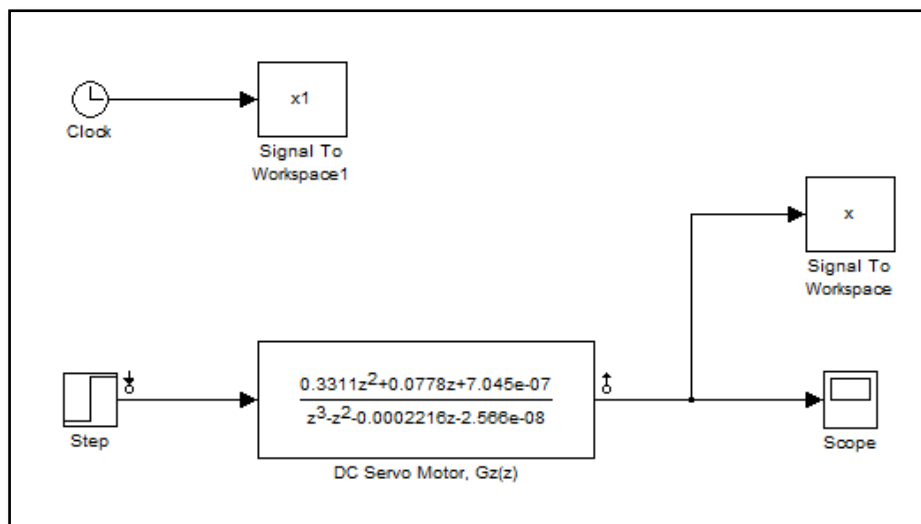 x1
Clock
Signal To
Workspace1
x
Signal To
Workspace
0.3311z²+0.0778z+7.045e-07
z³-z²-0.0002216z-2.566e-08
Step
Scope
DC Servo Motor, Gz(z)